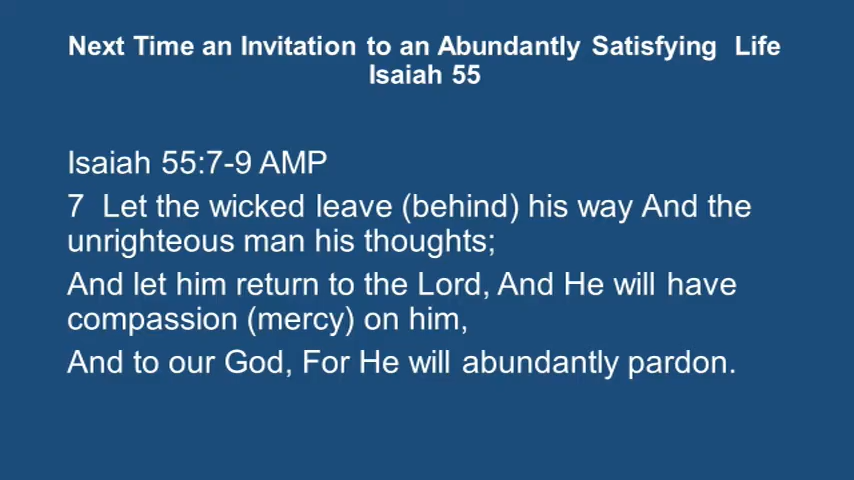 Next Time an Invitation to an Abundantly Satisfying Life
Isaiah 55
Isaiah 55:7-9 AMP
7 Let the wicked leave (behind) his way And the
unrighteous man his thoughts;
And let him return to the Lord, And He will have
compassion (mercy) on him,
And to our God, For He will abundantly pardon.